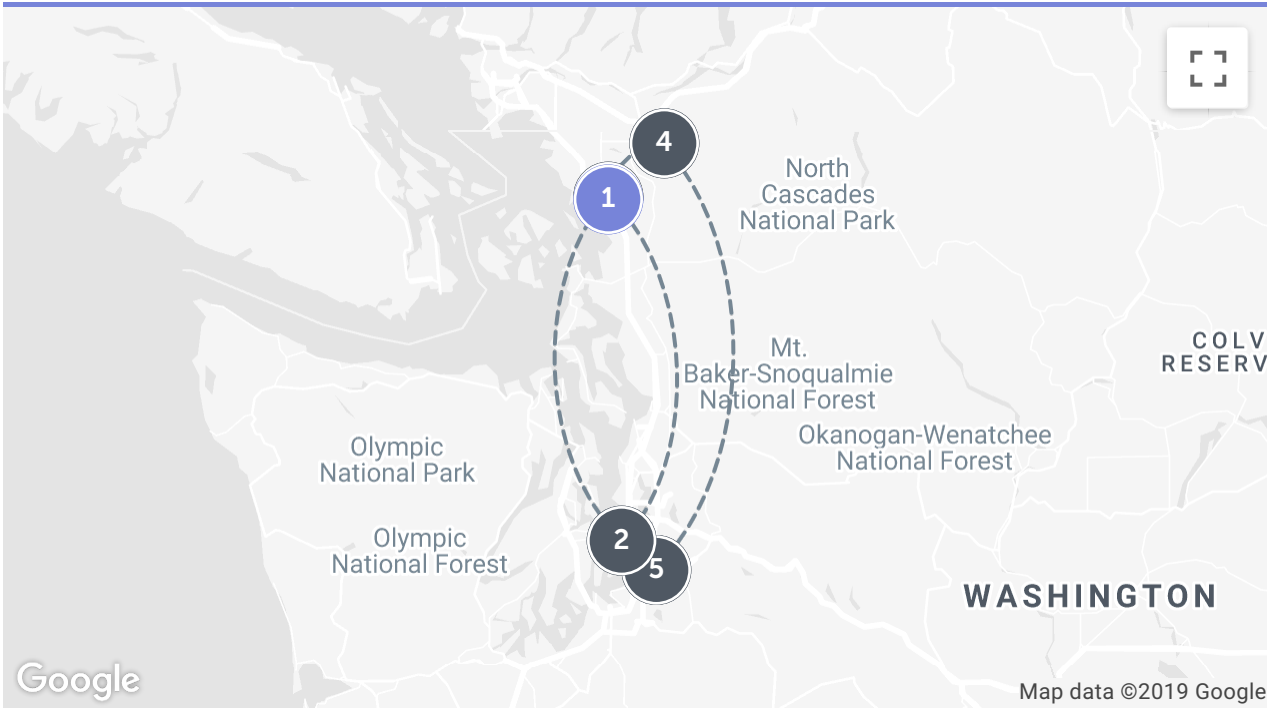 4
North
Cascades
National Park
1
COLV
RESERV
Mt.
Baker-Snoqualmie
National Forest
Okanogan-Wenatchee
National Forest
Olympic
National Park
Olympic
National Forest
2
5
WASHINGTON
Google
Map data ©2019 Google